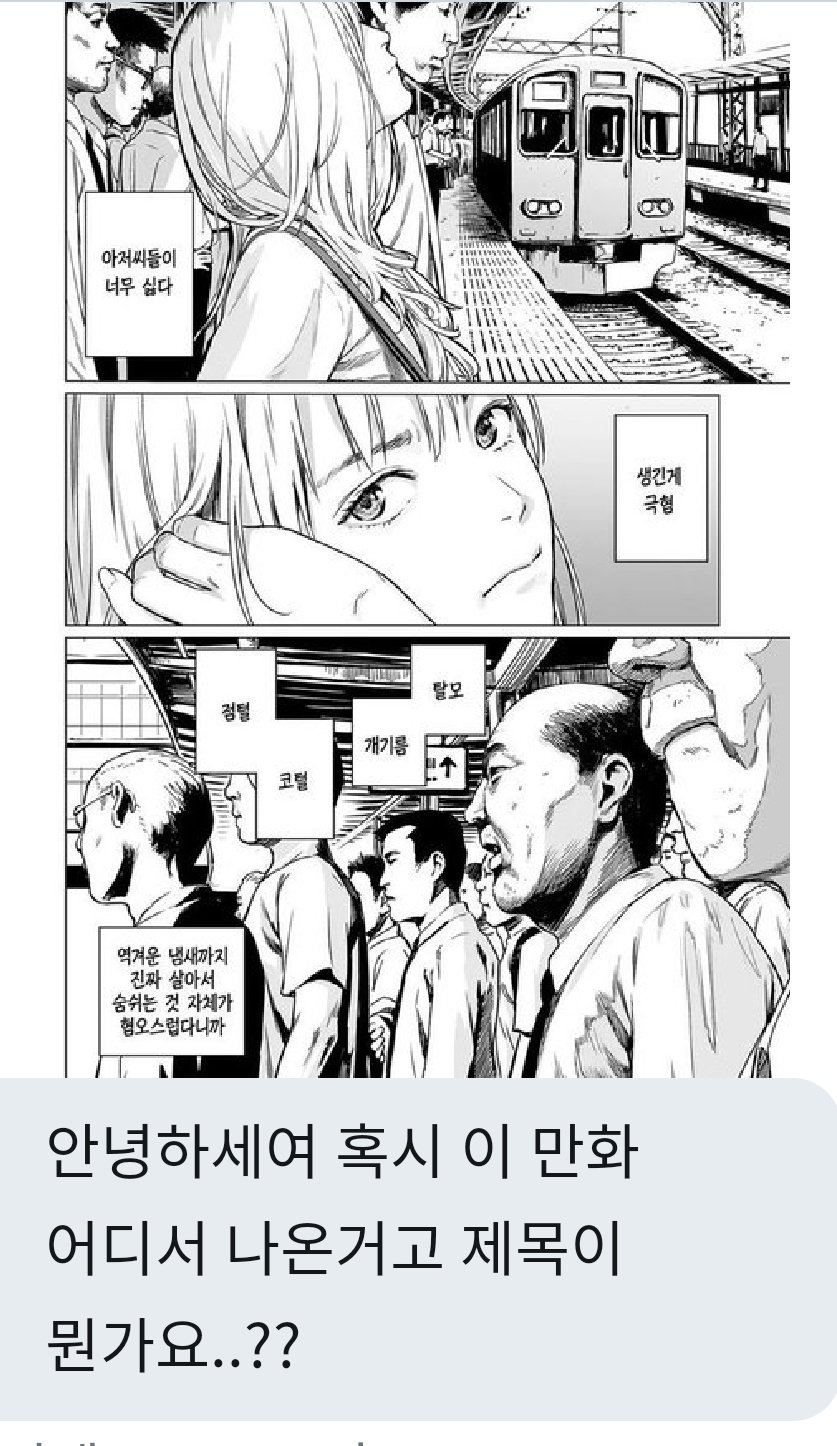 아저씨들이
너무 싫다
생긴게
극혐
점털
코털
개기름
탈모
역겨운 냄새까지
진짜 살아서
숨쉬는 것 자체가
혐오스럽다니까
안녕하세여 혹시 이 만화
어디서 나온거고 제목이
뭔가요..??